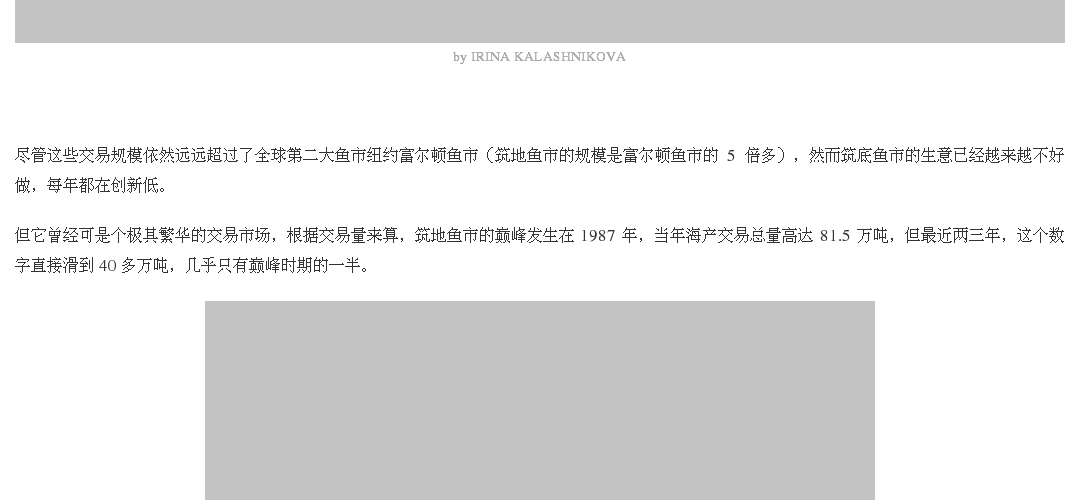 by IRINA KALASHNIKOVA
尽管这些交易规模依然远远超过了全球第二大鱼市纽约富尔顿鱼市（筑地鱼市的规模是富尔顿鱼市的 5 倍多），然而筑底鱼市的生意已经越来越不好
做，每年都在创新低。
但它曾经可是个极其繁华的交易市场，根据交易量来算，筑地鱼市的巅峰发生在 1987 年，当年海产交易总量高达 81.5 万吨，但最近两三年，这个数
字直接滑到 40 多万吨，几乎只有巅峰时期的一半。